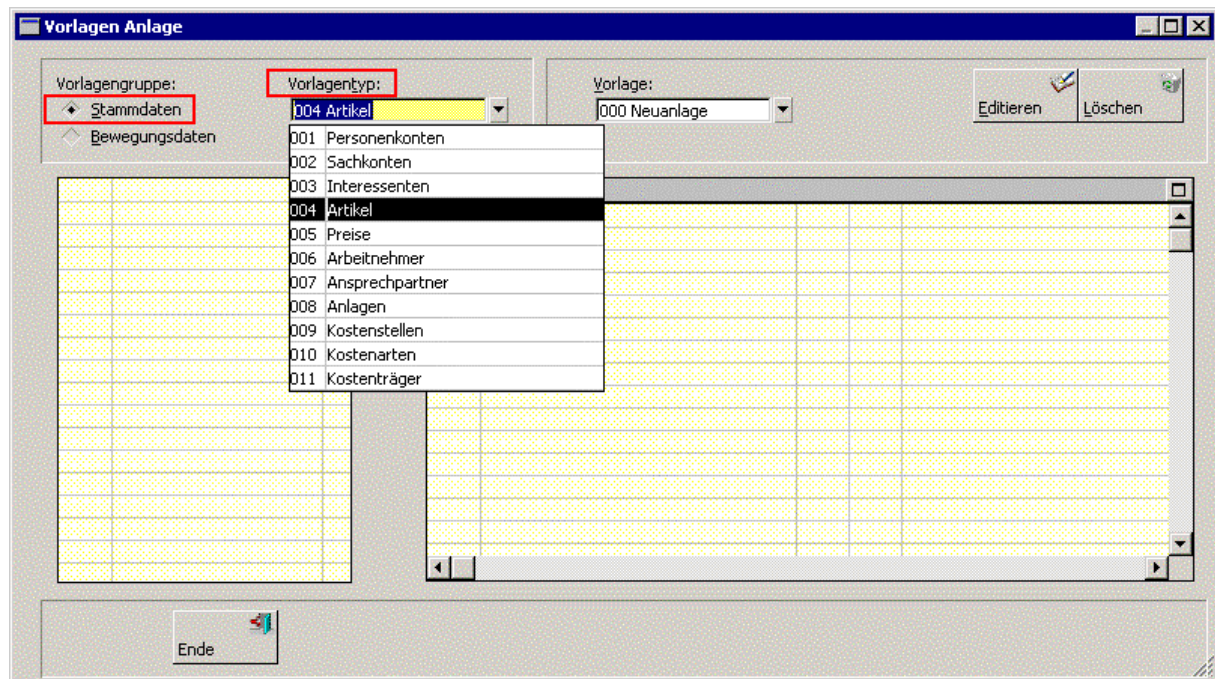 Vorlagen Anlage
Vorlagengruppe:
Stammdaten
Bewegungsdaten
Vorlagentyp:
004 Artikel
001 Personenkonten
002 Sachkonten
003 Interessenten
004 Artikel
005 Preise
006 Arbeitnehmer
007 Ansprechpartner
008 Anlagen
009 Kostenstellen
010 Kostenarten
011 Kostenträger
Vorlage:
000 Neuanlage
Editieren
Löschen
Ende